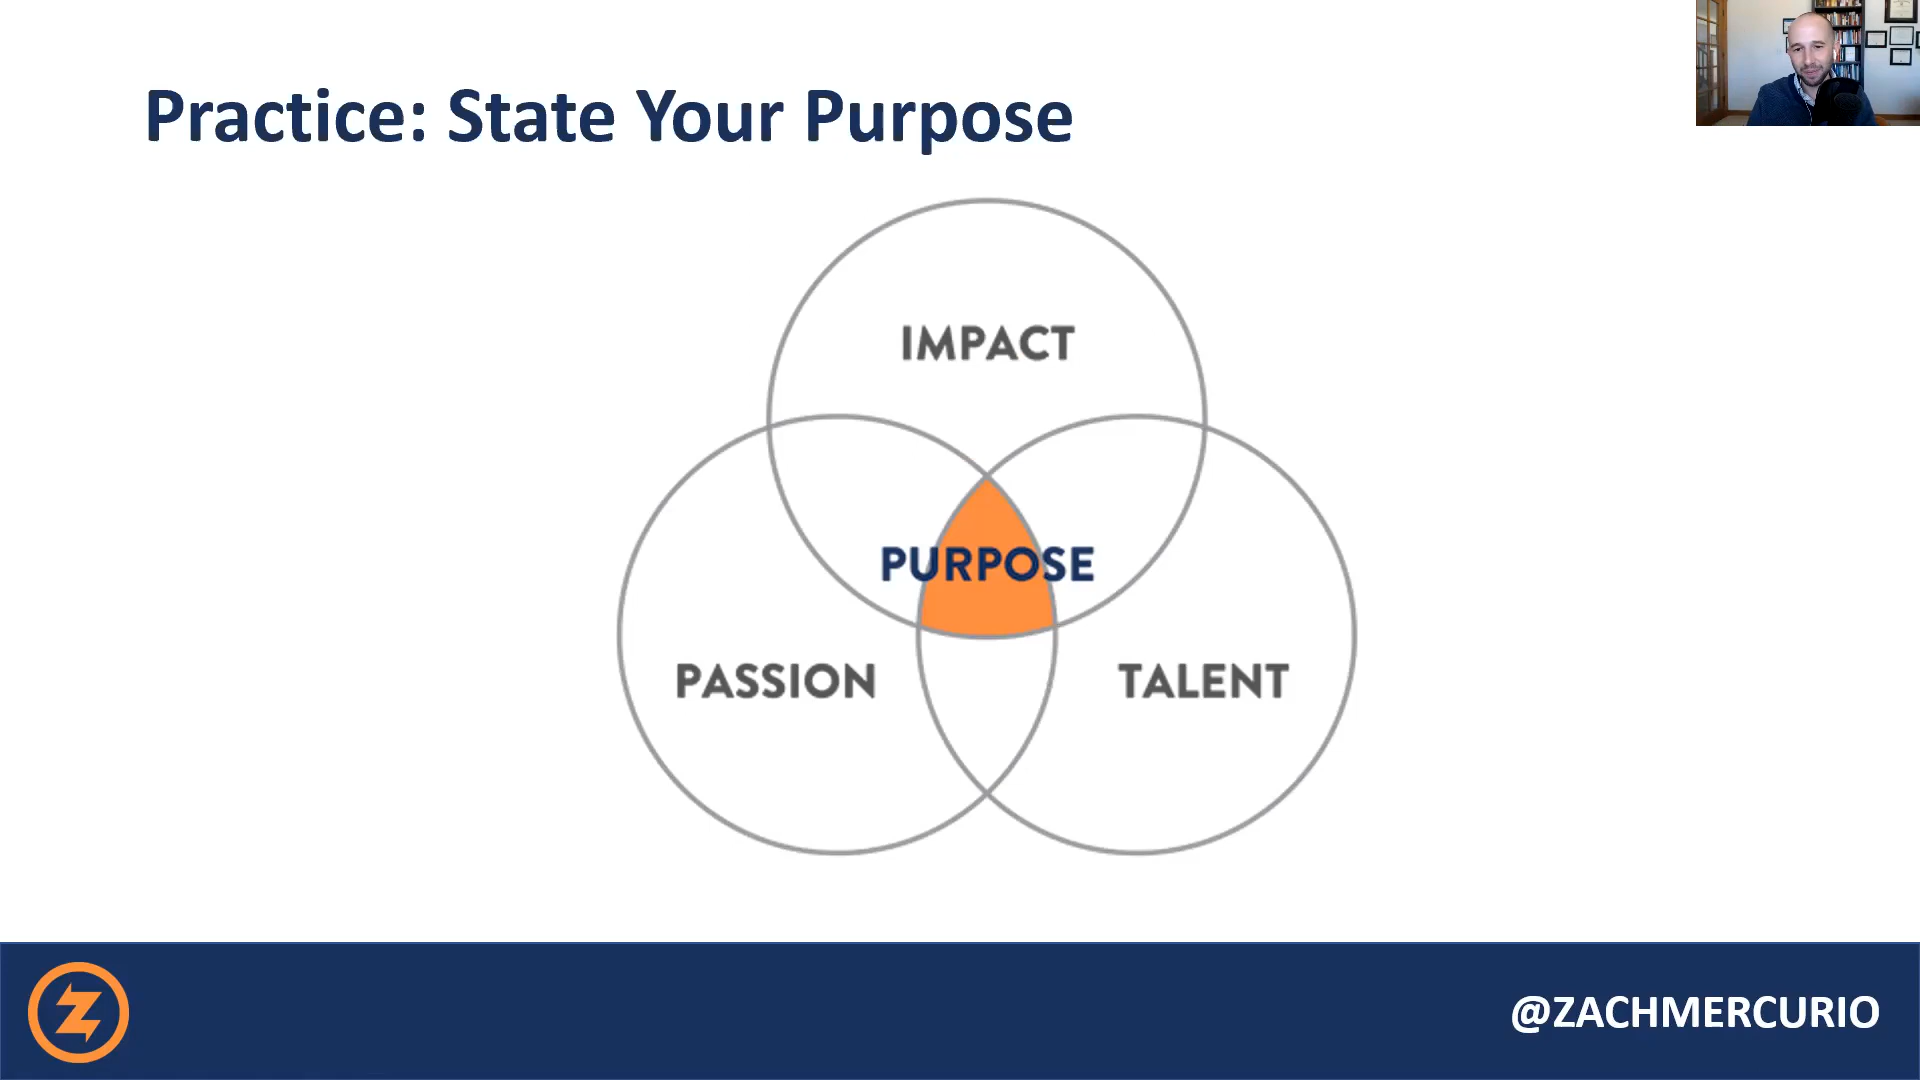 Practice: State Your Purpose
IMPACT
PURPOSE
PASSION
TALENT
@ZACHMERCURIO